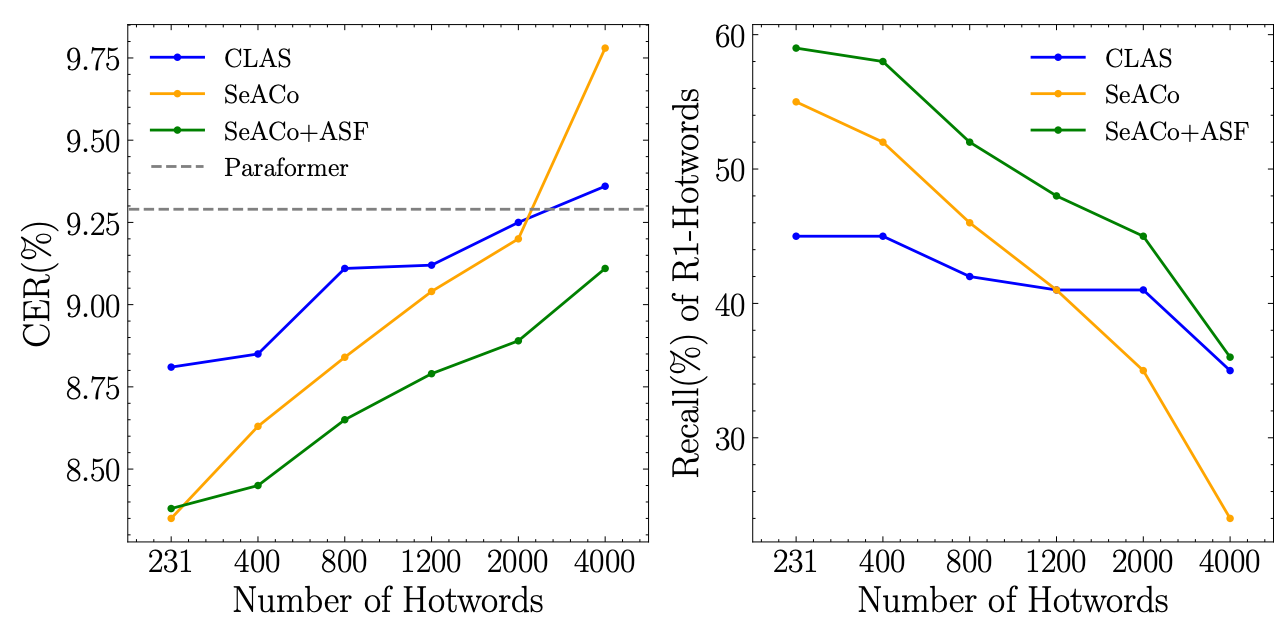 CER(%)
9.75
9.50
9.25
9.00
8.75
8.50
CLAS
SeACo
SeACo+ASF
Paraformer
231 400 800 1200 2000 4000
Number of Hotwords
Recall(%) of R1-Hotwords
60
50
40
30
CLAS
SeACo
SeACo+ASF
231 400 800 1200 2000 4000
Number of Hotwords